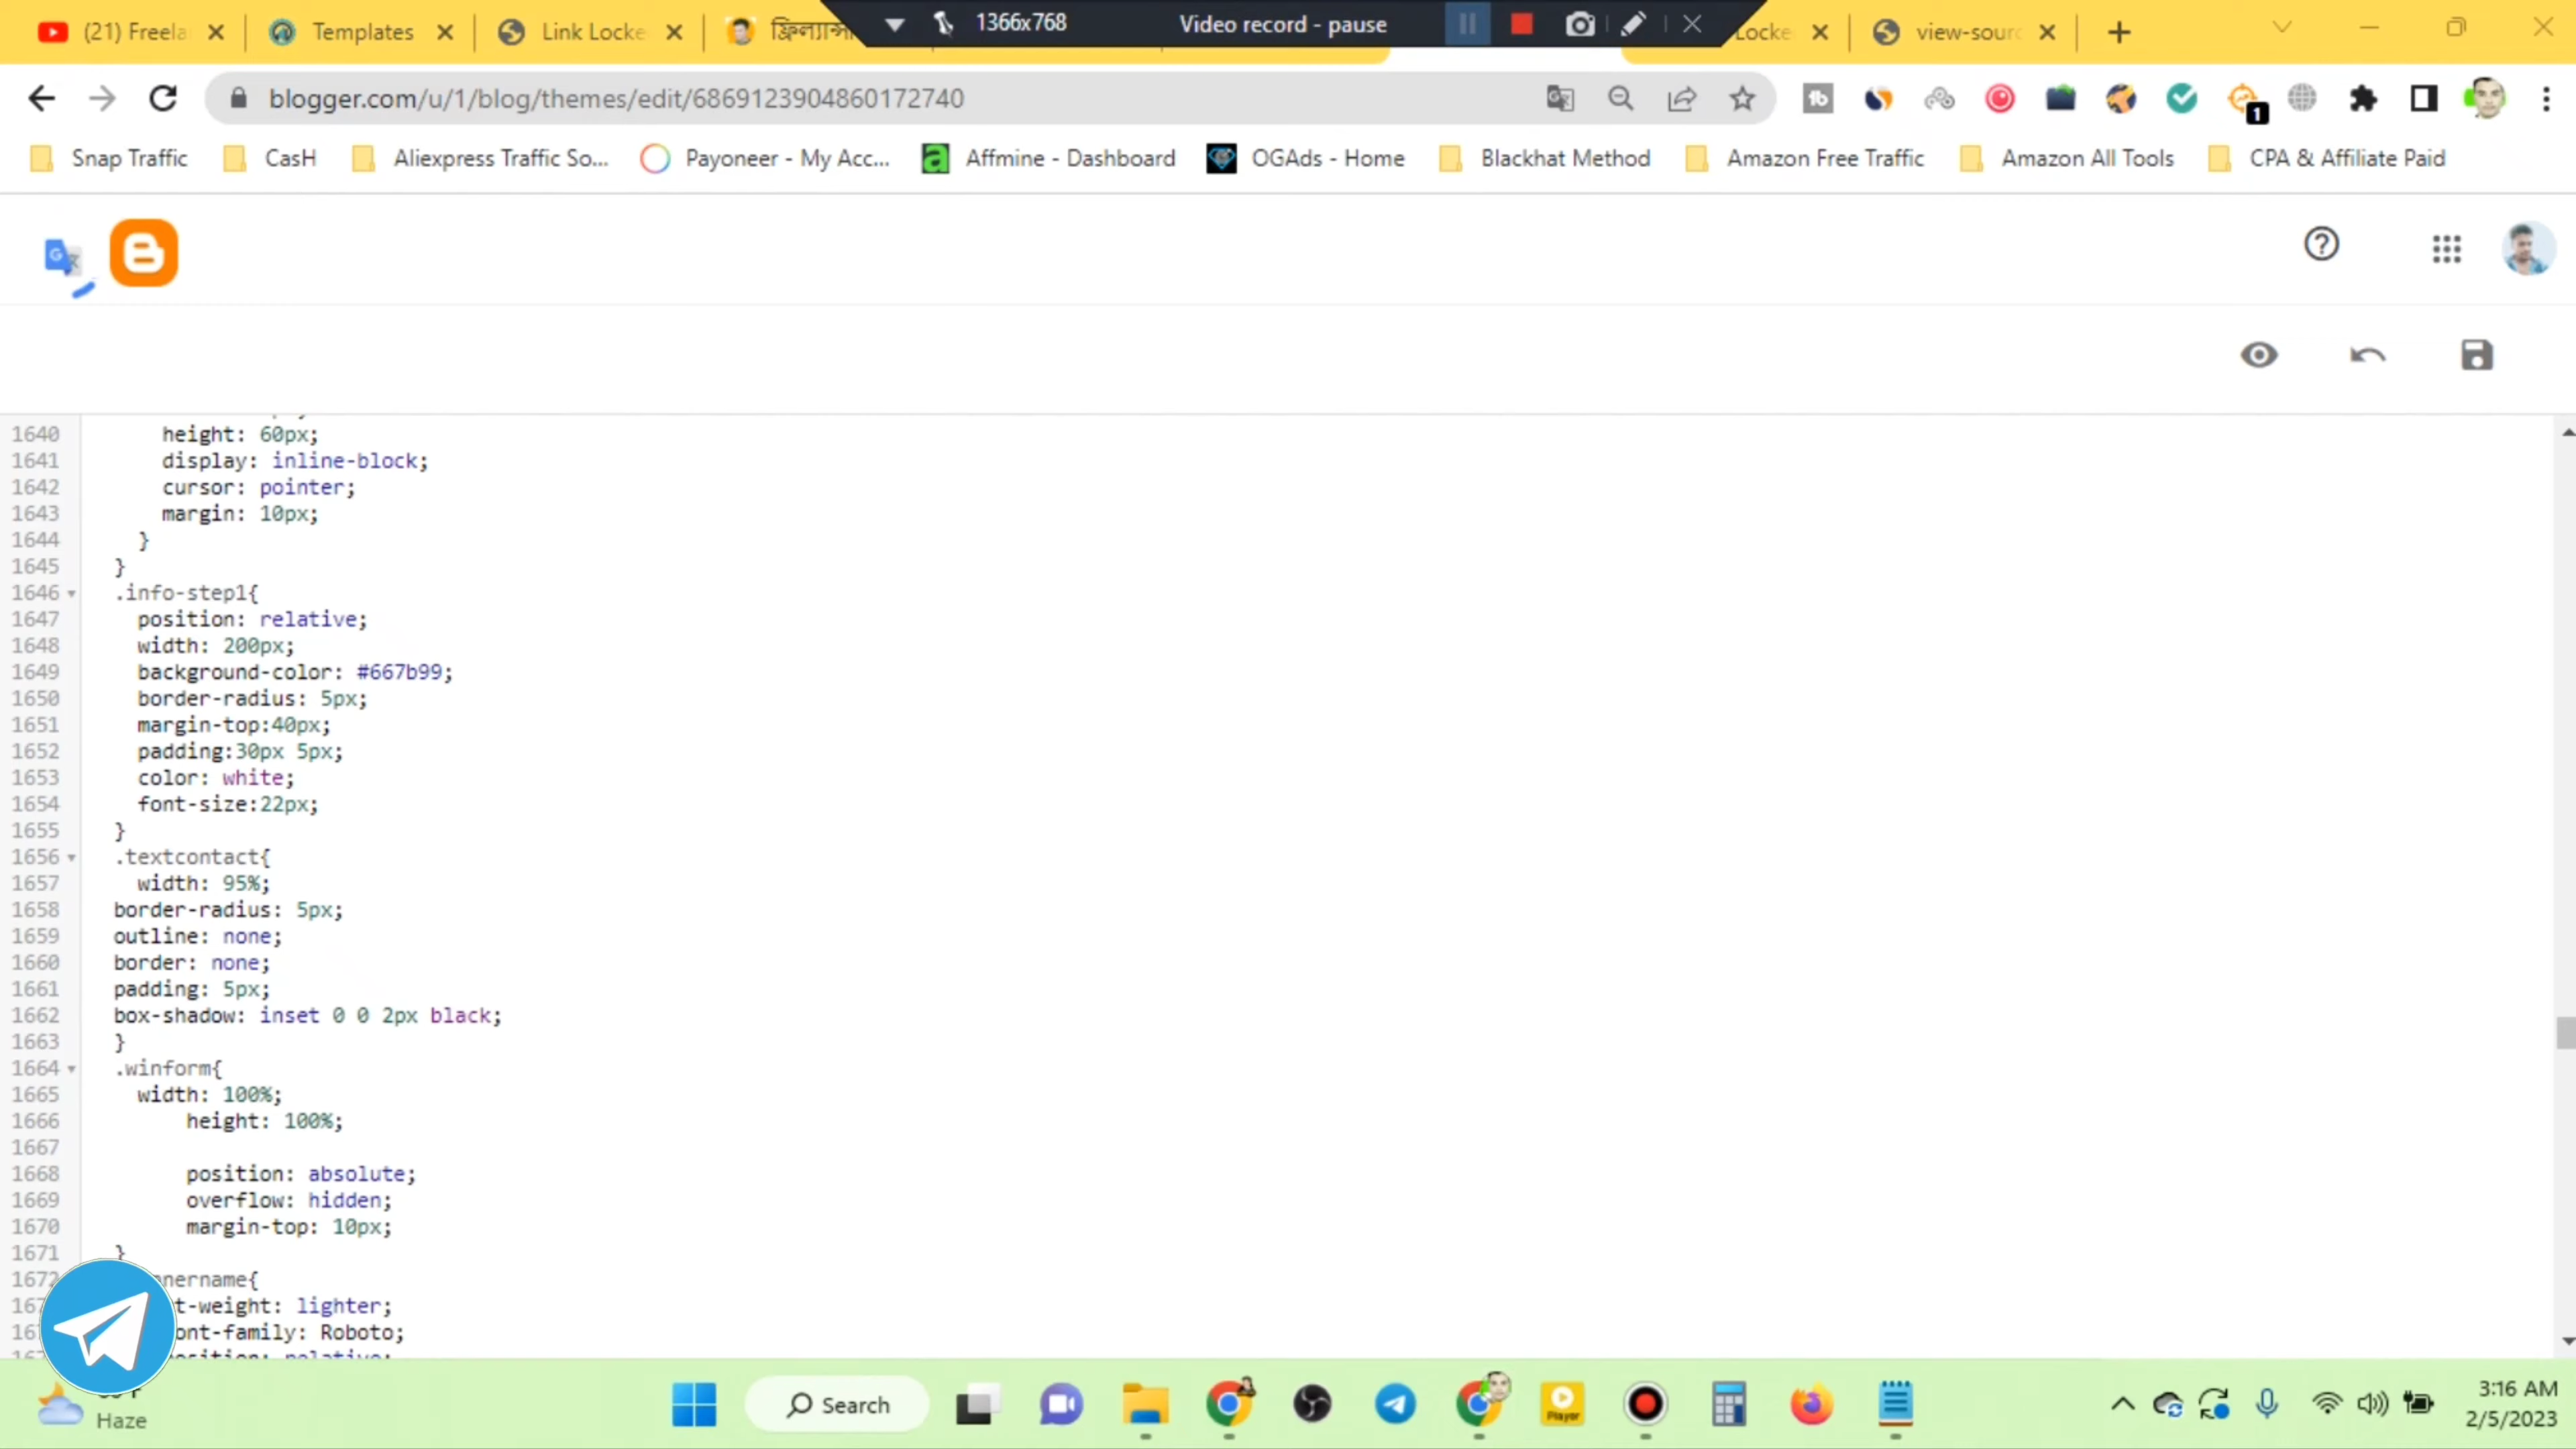 (21) Freela
Templates
Link Locke
1366x768
Video record - pause
Locke
view-sourc
blogger.com/u/1/blog/themes/edit/6869123904860172740
1
Snap Traffic
CasH
Aliexpress Traffic So...
Payoneer - My Acc...
Affmine - Dashboard
OGAds - Home
Blackhat Method
Amazon Free Traffic
Amazon All Tools
CPA & Affiliate Paid
1640 height: 60px;
1641 display: inline-block;
1642 cursor: pointer;
1643 margin: 10px;
1644 }
1645 }
1646 .info-step1{
1647 position: relative;
1648 width: 200px;
1649 background-color: #667b99;
1650 border-radius: 5px;
1651 margin-top:40px;
1652 padding:30px 5px;
1653 color: white;
1654 font-size:22px;
1655 }
1656 .textcontact{
1657 width: 95%;
1658 border-radius: 5px;
1659 outline: none;
1660 border: none;
1661 padding: 5px;
1662 box-shadow: inset 0 0 2px black;
1663 }
1664 .winform{
1665 width: 100%;
1666 height: 100%;
1667
1668 position: absolute;
1669 overflow: hidden;
1670 margin-top: 10px;
1671 }
1672 nername{
t-weight: lighter;
ont-family: Roboto;
relative;
Haze
Search
Player
3:16 AM
2/5/2023